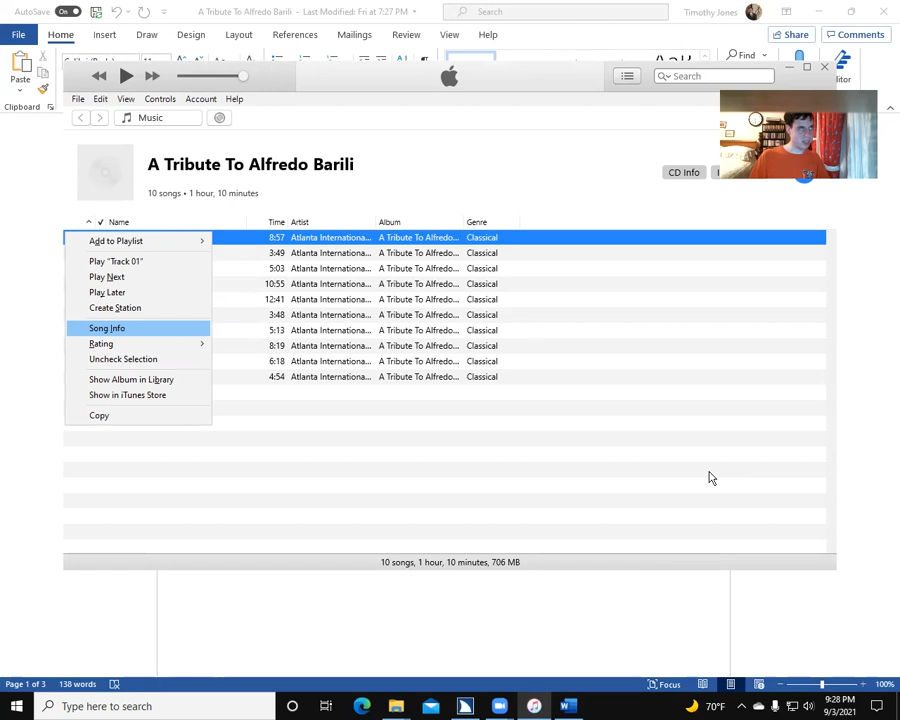 AutoSave On A Tribute To Alfredo Barili - Last Modified: Fri at 7:27 PM Search Timothy Jones
File Home Insert Draw Design Layout References Mailings Review View Help Share Comments
Paste Find
Clipboard
Search
File Edit View Controls Account Help
Music
A Tribute To Alfredo Barili
10 songs • 1 hour, 10 minutes
CD Info
Name Time Artist Album Genre
8:57 Atlanta Internationa... A Tribute To Alfredo... Classical
3:49 Atlanta Internationa... A Tribute To Alfredo... Classical
5:03 Atlanta Internationa... A Tribute To Alfredo... Classical
10:55 Atlanta Internationa... A Tribute To Alfredo... Classical
12:41 Atlanta Internationa... A Tribute To Alfredo... Classical
3:48 Atlanta Internationa... A Tribute To Alfredo... Classical
5:13 Atlanta Internationa... A Tribute To Alfredo... Classical
8:19 Atlanta Internationa... A Tribute To Alfredo... Classical
6:18 Atlanta Internationa... A Tribute To Alfredo... Classical
4:54 Atlanta Internationa... A Tribute To Alfredo... Classical
Add to Playlist
Play "Track 01"
Play Next
Play Later
Create Station
Song Info
Rating
Uncheck Selection
Show Album in Library
Show in iTunes Store
Copy
10 songs, 1 hour, 10 minutes, 706 MB
Page 1 of 3 138 words Focus 100%
Type here to search 70°F 9:28 PM
9/3/2021